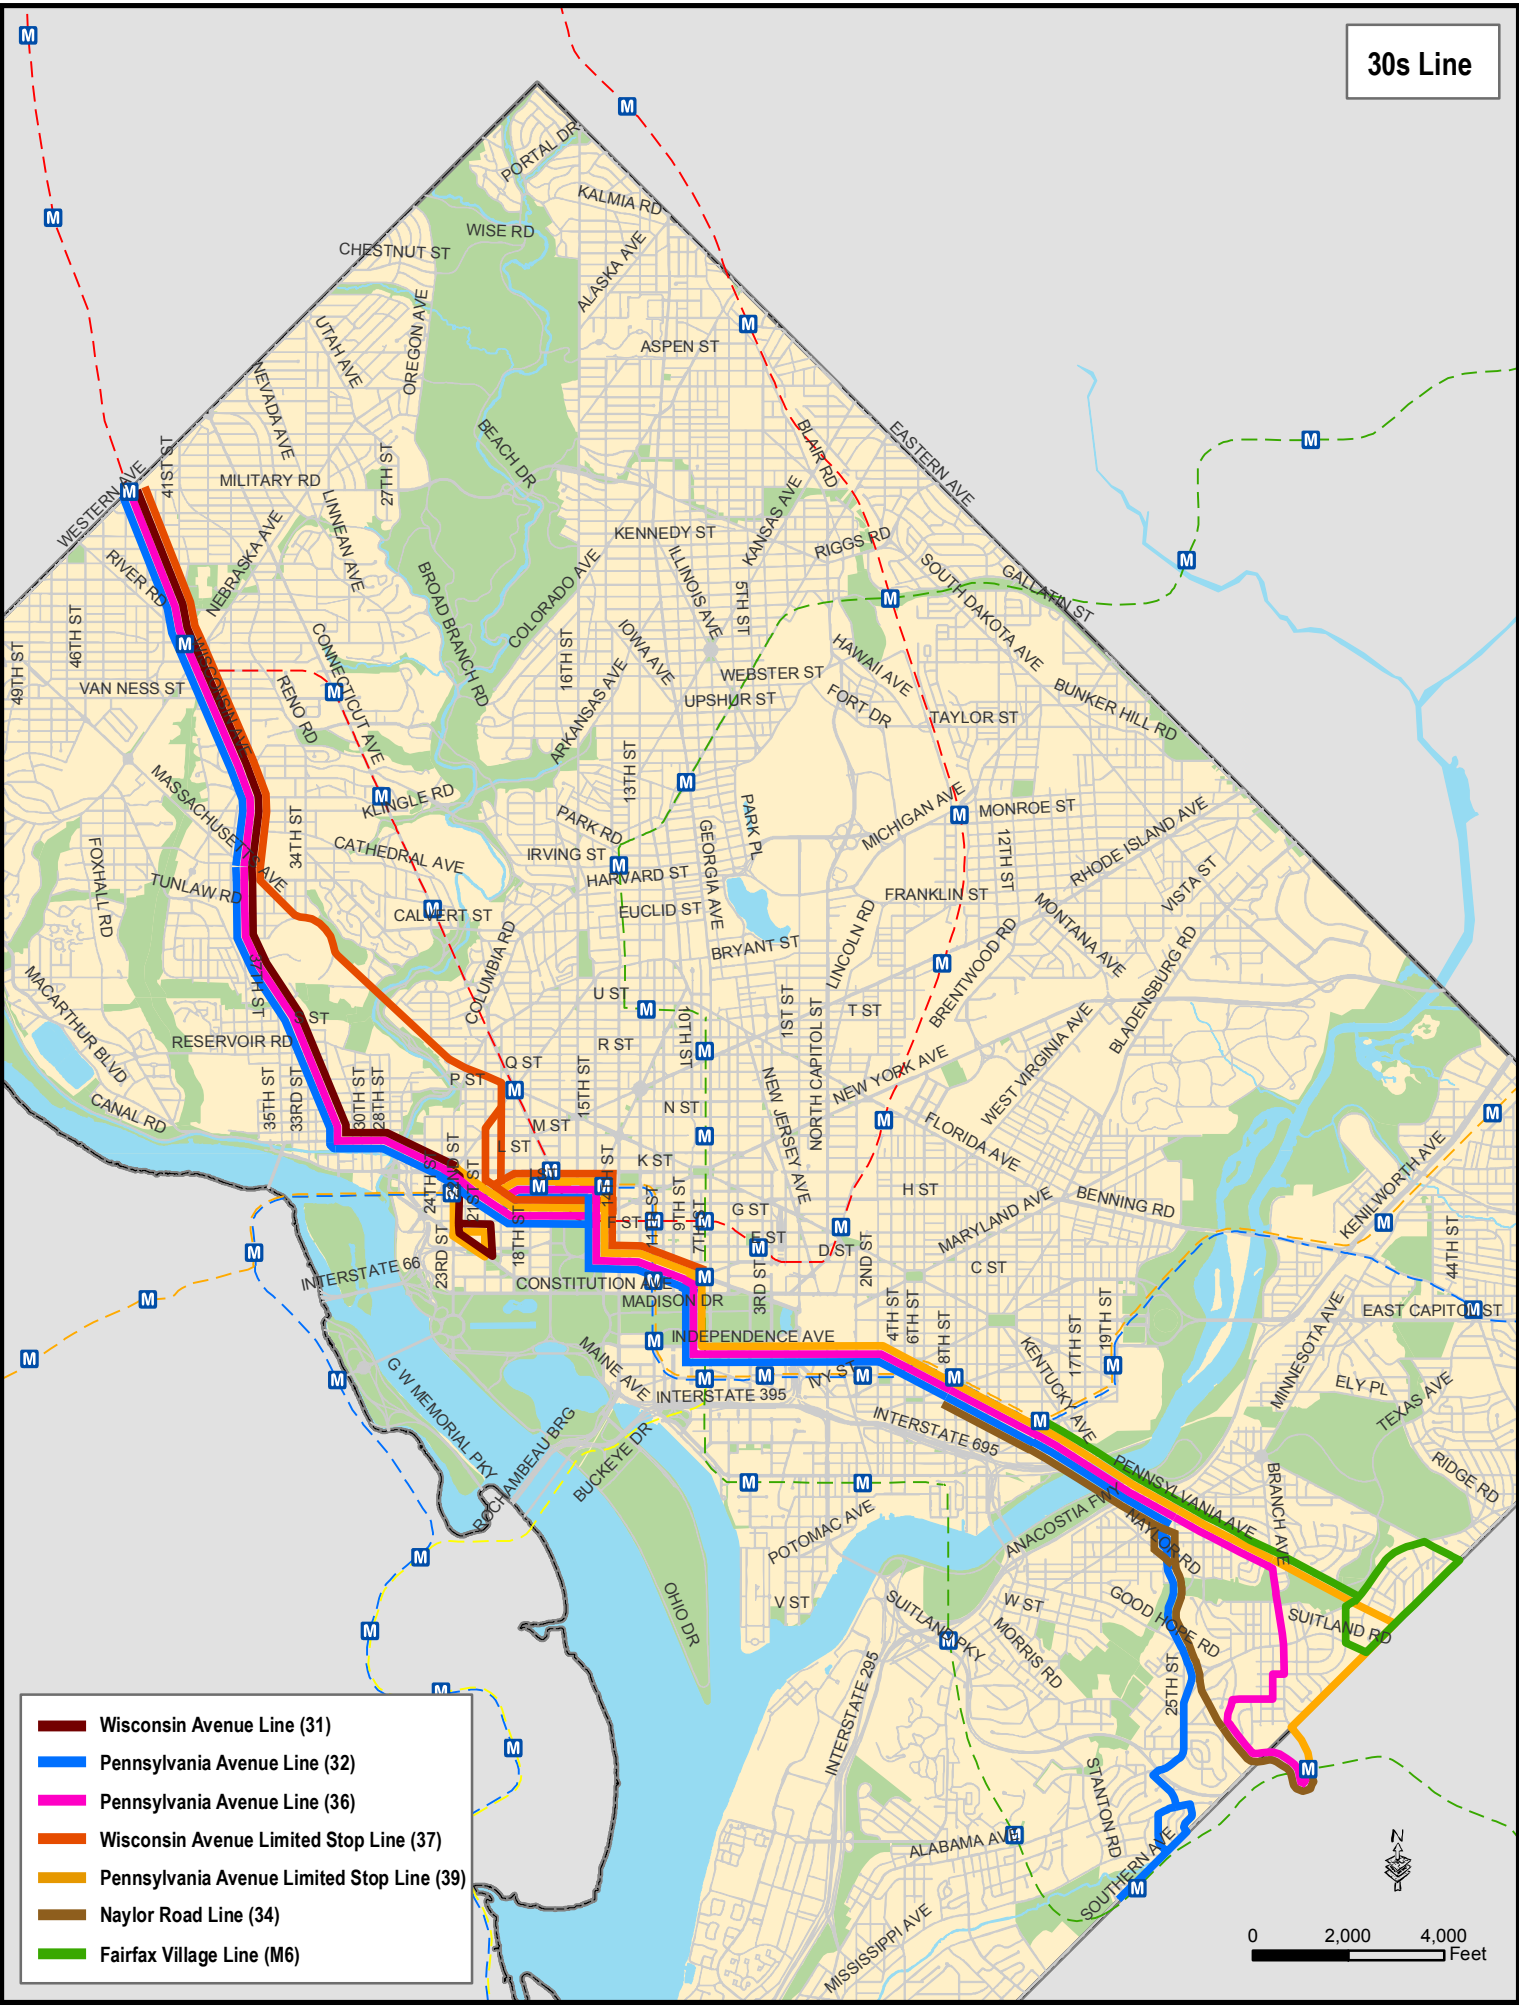 30s Line
PORTAL DR
KALMIA RD
WISE RD
CHESTNUT ST
ALASKA AVE
OREGON AVE
UTAH AVE
ASPEN ST
NEVADA AVE
BEACH DR
BLAIR RD
EASTERN AVE
41ST ST
WESTERN AVE
MILITARY RD
27TH ST
LINNEAN AVE
KANSAS AVE
KENNEDY ST
RIGGS RD
NEBRASKA AVE
RIVER RD
ILLINOIS AVE
COLORADO AVE
BROAD BRANCH RD
5TH ST
SOUTH DAKOTA AVE
GALLATIN ST
46TH ST
49TH ST
IOWA AVE
16TH ST
CONNECTICUT AVE
WISCONSIN AVE
HAWAII AVE
WEBSTER ST
UPSHUR ST
VAN NESS ST
RENO RD
ARKANSAS AVE
FORT DR
TAYLOR ST
BUNKER HILL RD
13TH ST
MASSACHUSETTS AVE
KLINGLE RD
34TH ST
PARK PL
PARK RD
MICHIGAN AVE
MONROE ST
12TH ST
RHODE ISLAND AVE
CATHEDRAL AVE
IRVING ST
HARVARD ST
GEORGIA AVE
FOXHALL RD
TUNLAW RD
FRANKLIN ST
VISTA ST
CALVERT ST
EUCLID ST
MONTANA AVE
LINCOLN RD
BRYANT ST
COLUMBIA RD
BRENTWOOD RD
BLADENSBURG RD
37TH ST
MACARTHUR BLVD
U ST
1ST ST
NORTH CAPITOL ST
T ST
S ST
10TH ST
RESERVOIR RD
R ST
WEST VIRGINIA AVE
Q ST
P ST
NEW YORK AVE
15TH ST
35TH ST
33RD ST
30TH ST
28TH ST
NEW JERSEY AVE
CANAL RD
N ST
M ST
FLORIDA AVE
L ST
K ST
24TH ST
21ST ST
H ST
BENNING RD
KENILWORTH AVE
MARYLAND AVE
9TH ST
7TH ST
G ST
F ST
E ST
D ST
23RD ST
18TH ST
2ND ST
44TH ST
C ST
INTERSTATE 66
CONSTITUTION AVE
MADISON DR
3RD ST
EAST CAPITOL ST
4TH ST
6TH ST
8TH ST
17TH ST
19TH ST
INDEPENDENCE AVE
MINNESOTA AVE
KENTUCKY AVE
MAINE AVE
IVY ST
ELY PL
G W MEMORIAL PKY
INTERSTATE 395
TEXAS AVE
ROCHAMBEAU BRG
BUCKEYE DR
INTERSTATE 695
RIDGE RD
PENNSYLVANIA AVE
BRANCH AVE
POTOMAC AVE
ANACOSTIA FWY
NAYLOR RD
OHIO DR
V ST
SUITLAND PKY
W ST
GOOD HOPE RD
SUITLAND RD
MORRIS RD
25TH ST
INTERSTATE 295
STANTON RD
ALABAMA AVE
SOUTHERN AVE
MISSISSIPPI AVE
Wisconsin Avenue Line (31)
Pennsylvania Avenue Line (32)
Pennsylvania Avenue Line (36)
Wisconsin Avenue Limited Stop Line (37)
Pennsylvania Avenue Limited Stop Line (39)
Naylor Road Line (34)
Fairfax Village Line (M6)
N
0 2,000 4,000
Feet